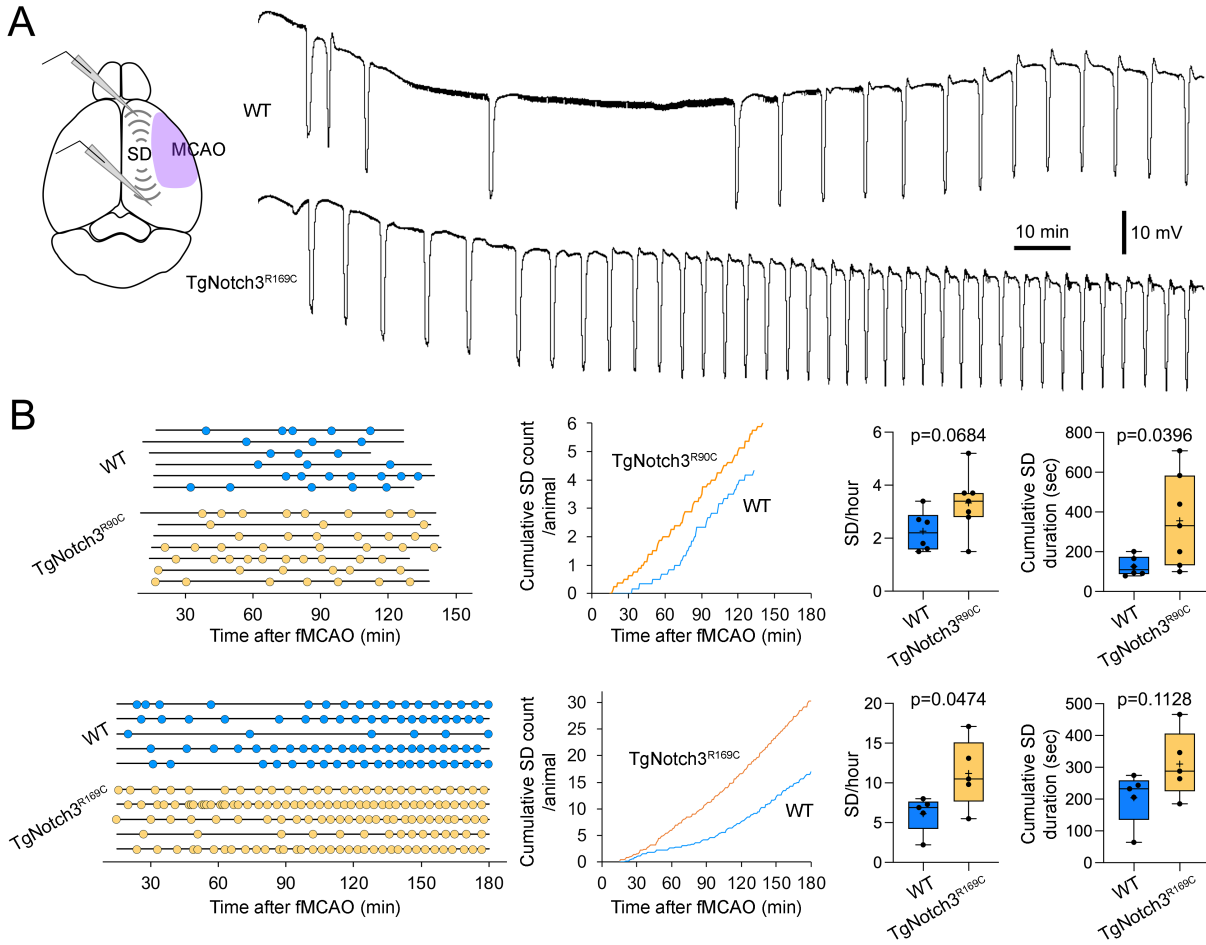 A
WT
SD
MCAO
10 min
10 mV
TgNotch3R169C
B
WT
TgNotch3R90C
30
60
90
120
150
Time after fMCAO (min)
Cumulative SD count
/animal
6
5
4
3
2
1
0
TgNotch3R90C
WT
0
30
60
90
120
150
180
Time after fMCAO (min)
SD/hour
6
4
2
0
p=0.0684
WT
TgNotch3R90C
Cumulative SD
duration (sec)
800
600
400
200
0
p=0.0396
WT
TgNotch3R90C
WT
TgNotch3R169C
30
60
90
120
150
180
Time after fMCAO (min)
Cumulative SD count
/animal
30
25
20
15
10
5
0
TgNotch3R169C
WT
0
30
60
90
120
150
180
Time after fMCAO (min)
SD/hour
20
15
10
5
0
p=0.0474
WT
TgNotch3R169C
Cumulative SD
duration (sec)
500
400
300
200
100
0
p=0.1128
WT
TgNotch3R169C